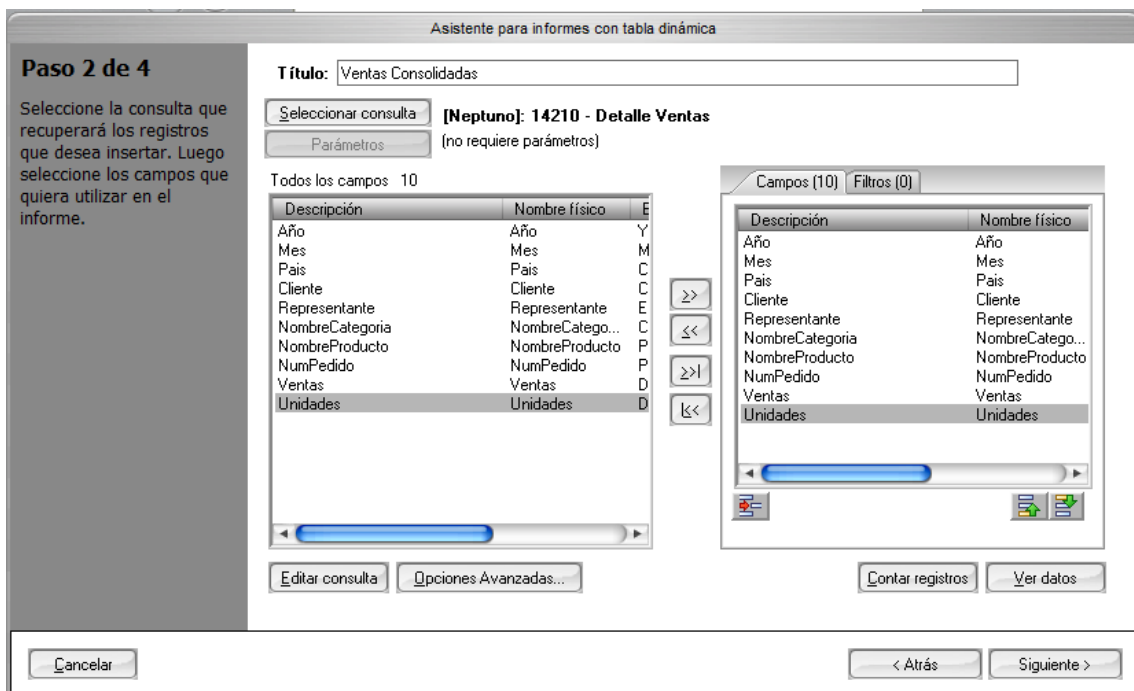 Asistente para informes con tabla dinámica
Paso 2 de 4
Seleccione la consulta que
recuperará los registros
que desea insertar. Luego
seleccione los campos que
quiera utilizar en el
informe.
Título: Ventas Consolidadas
Seleccionar consulta [Neptuno]: 14210 - Detalle Ventas
Parámetros (no requiere parámetros)
Todos los campos 10
Descripción Nombre físico E
Año Año Y
Mes Mes M
Pais Pais C
Cliente Cliente C
Representante Representante E
NombreCategoria NombreCatego... C
NombreProducto NombreProducto P
NumPedido NumPedido P
Ventas Ventas D
Unidades Unidades D
>>
<<
>>|
|<<
Campos (10) Filtros (0)
Descripción Nombre físico
Año Año
Mes Mes
Pais Pais
Cliente Cliente
Representante Representante
NombreCategoria NombreCatego...
NombreProducto NombreProducto
NumPedido NumPedido
Ventas Ventas
Unidades Unidades
Editar consulta Opciones Avanzadas... Contar registros Ver datos
Cancelar < Atrás Siguiente >